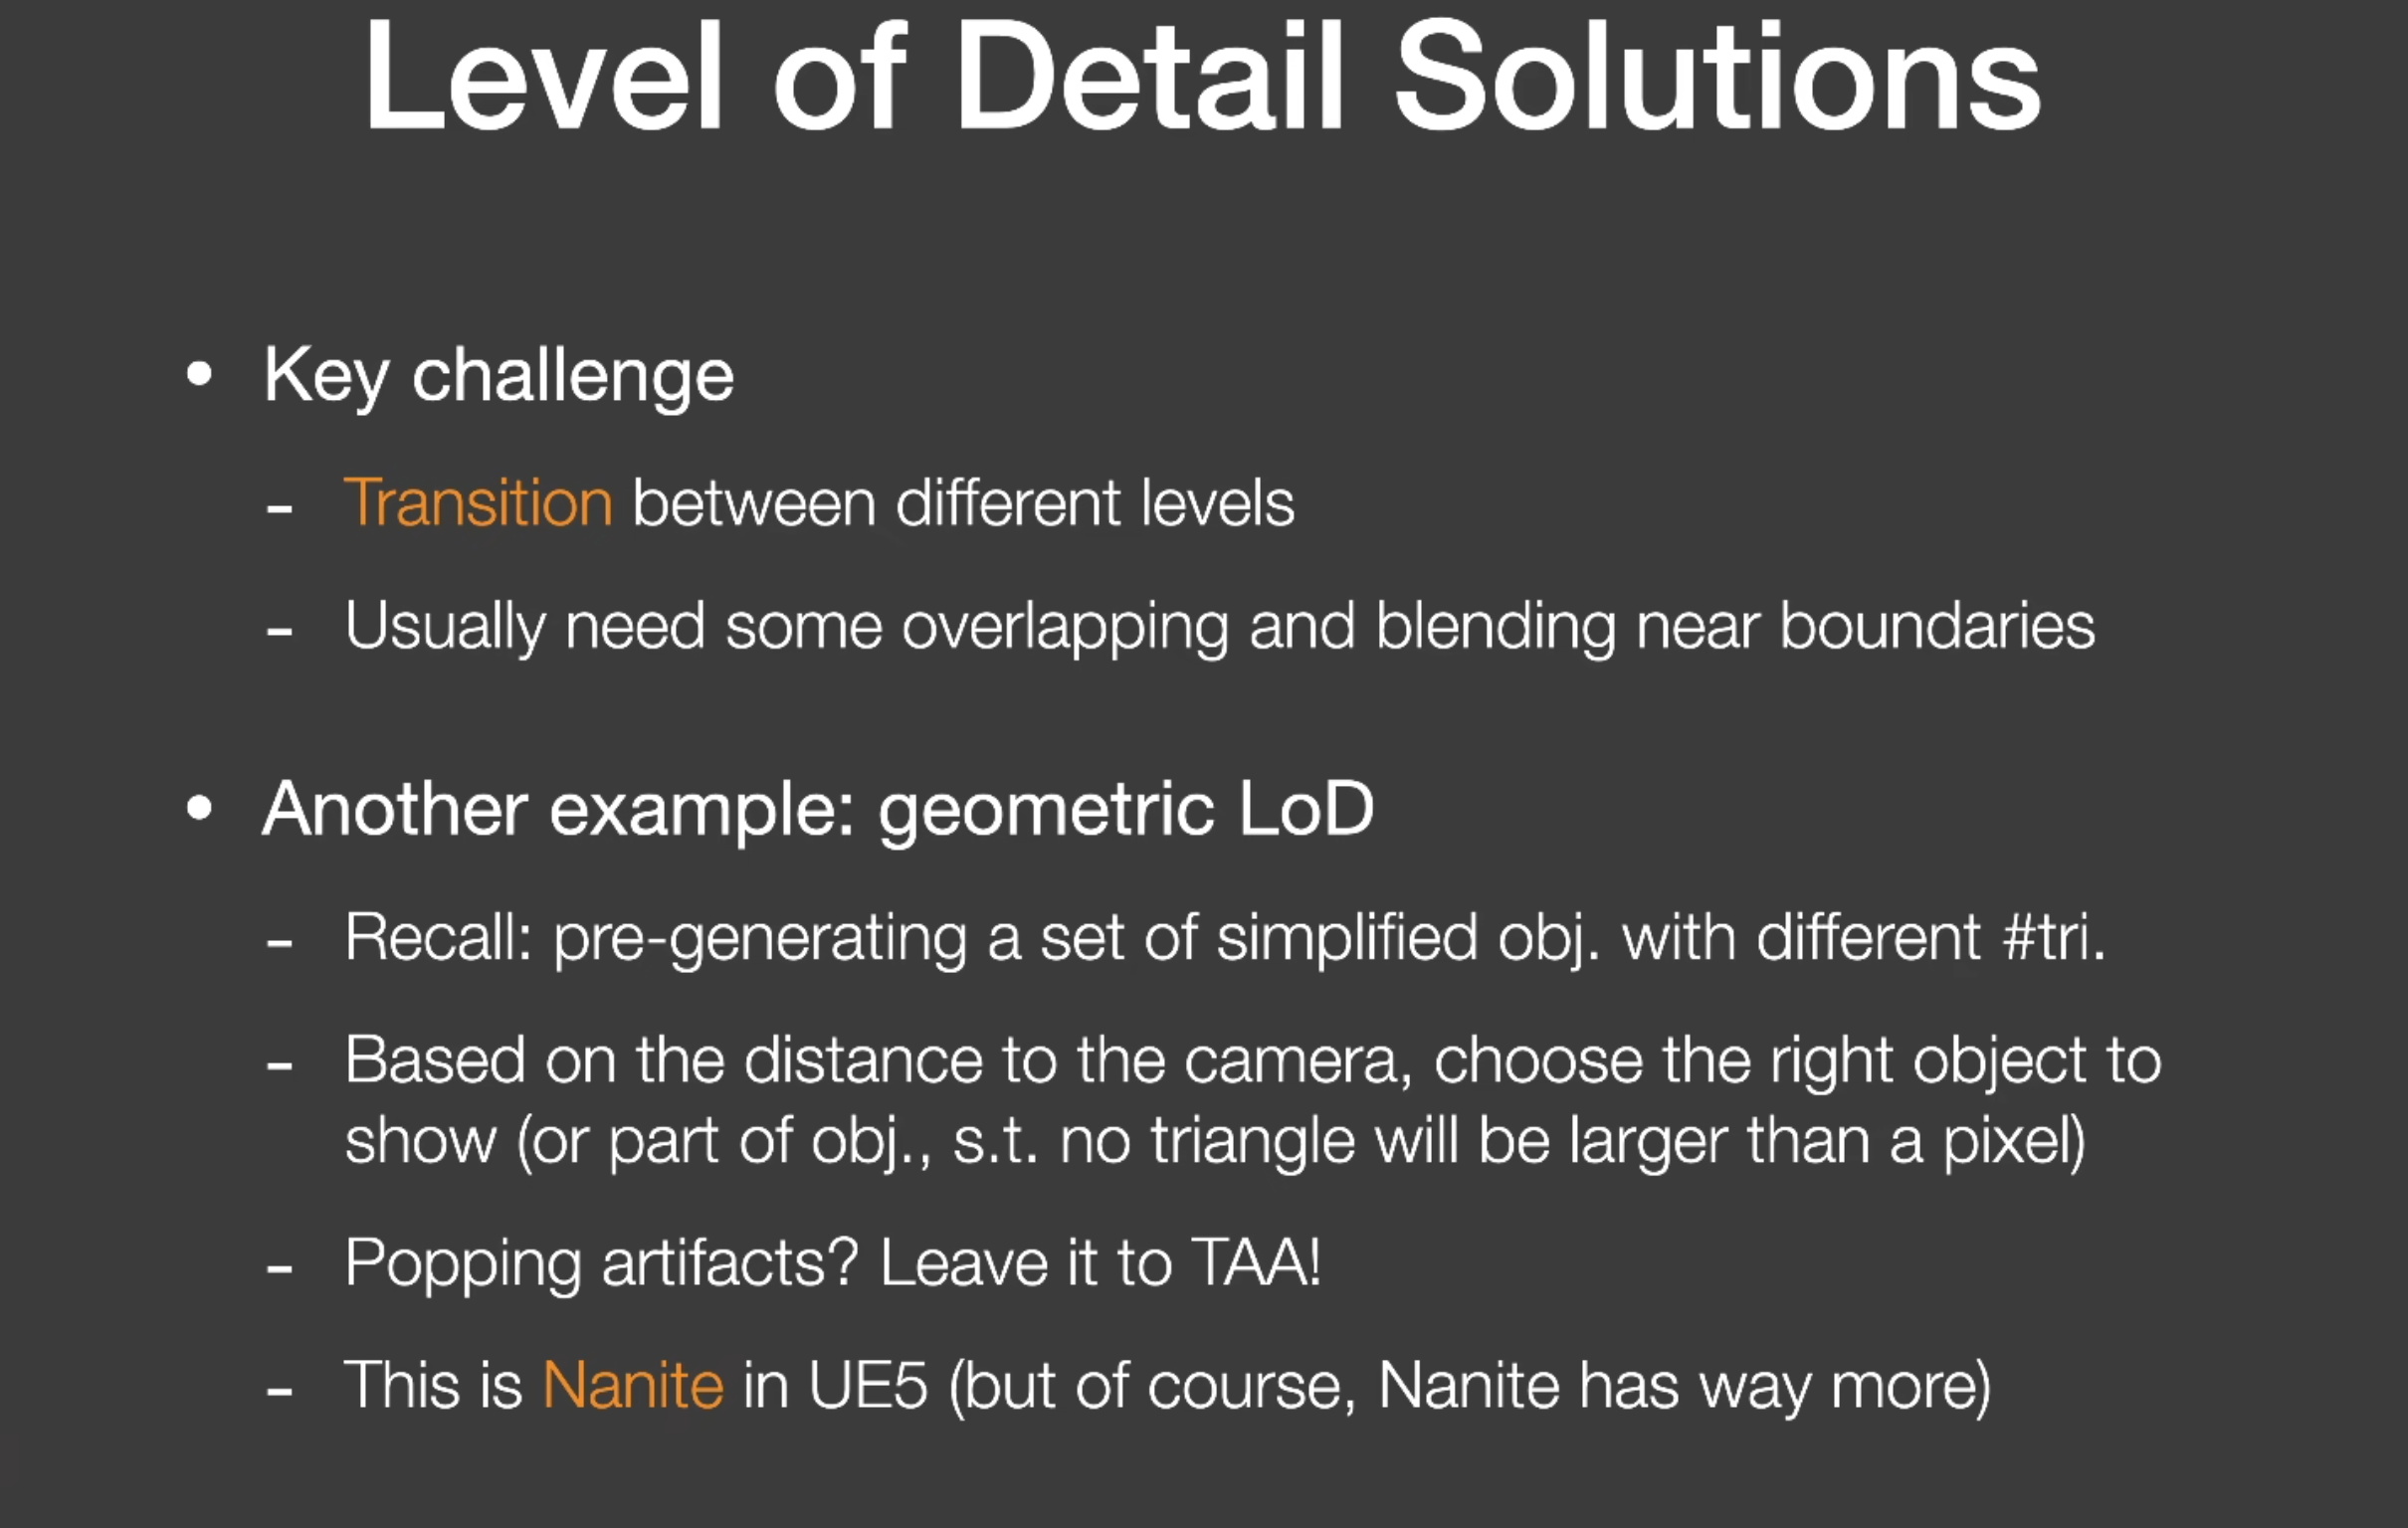 Level of Detail Solutions
• Key challenge
- Transition between different levels
- Usually need some overlapping and blending near boundaries
• Another example: geometric LoD
- Recall: pre-generating a set of simplified obj. with different #tri.
- Based on the distance to the camera, choose the right object to
show (or part of obj., s.t. no triangle will be larger than a pixel)
- Popping artifacts? Leave it to TAA!
- This is Nanite in UE5 (but of course, Nanite has way more)